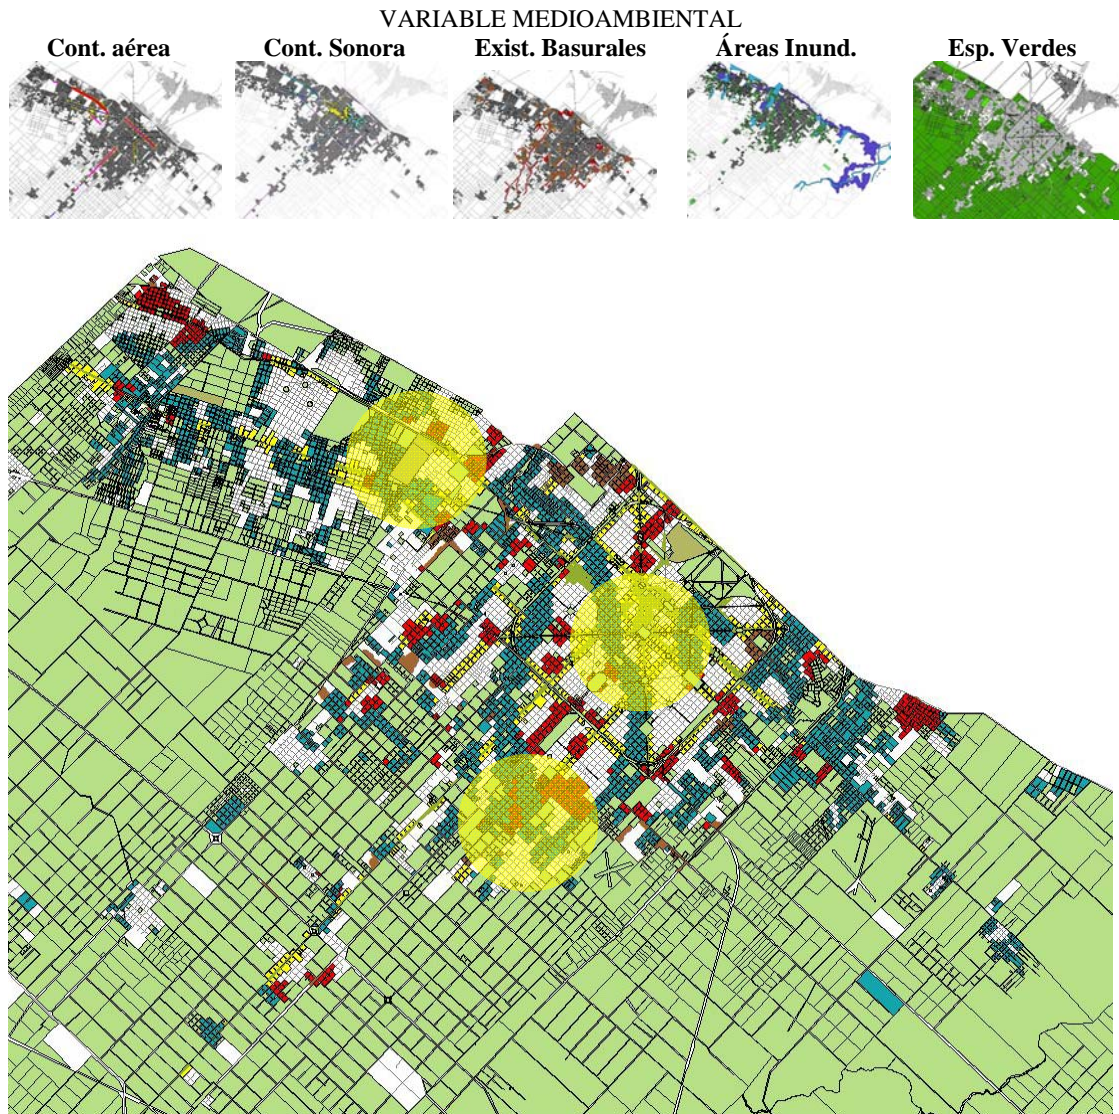 VARIABLE MEDIOAMBIENTAL
Cont. aérea Cont. Sonora Exist. Basurales Áreas Inund. Esp. Verdes